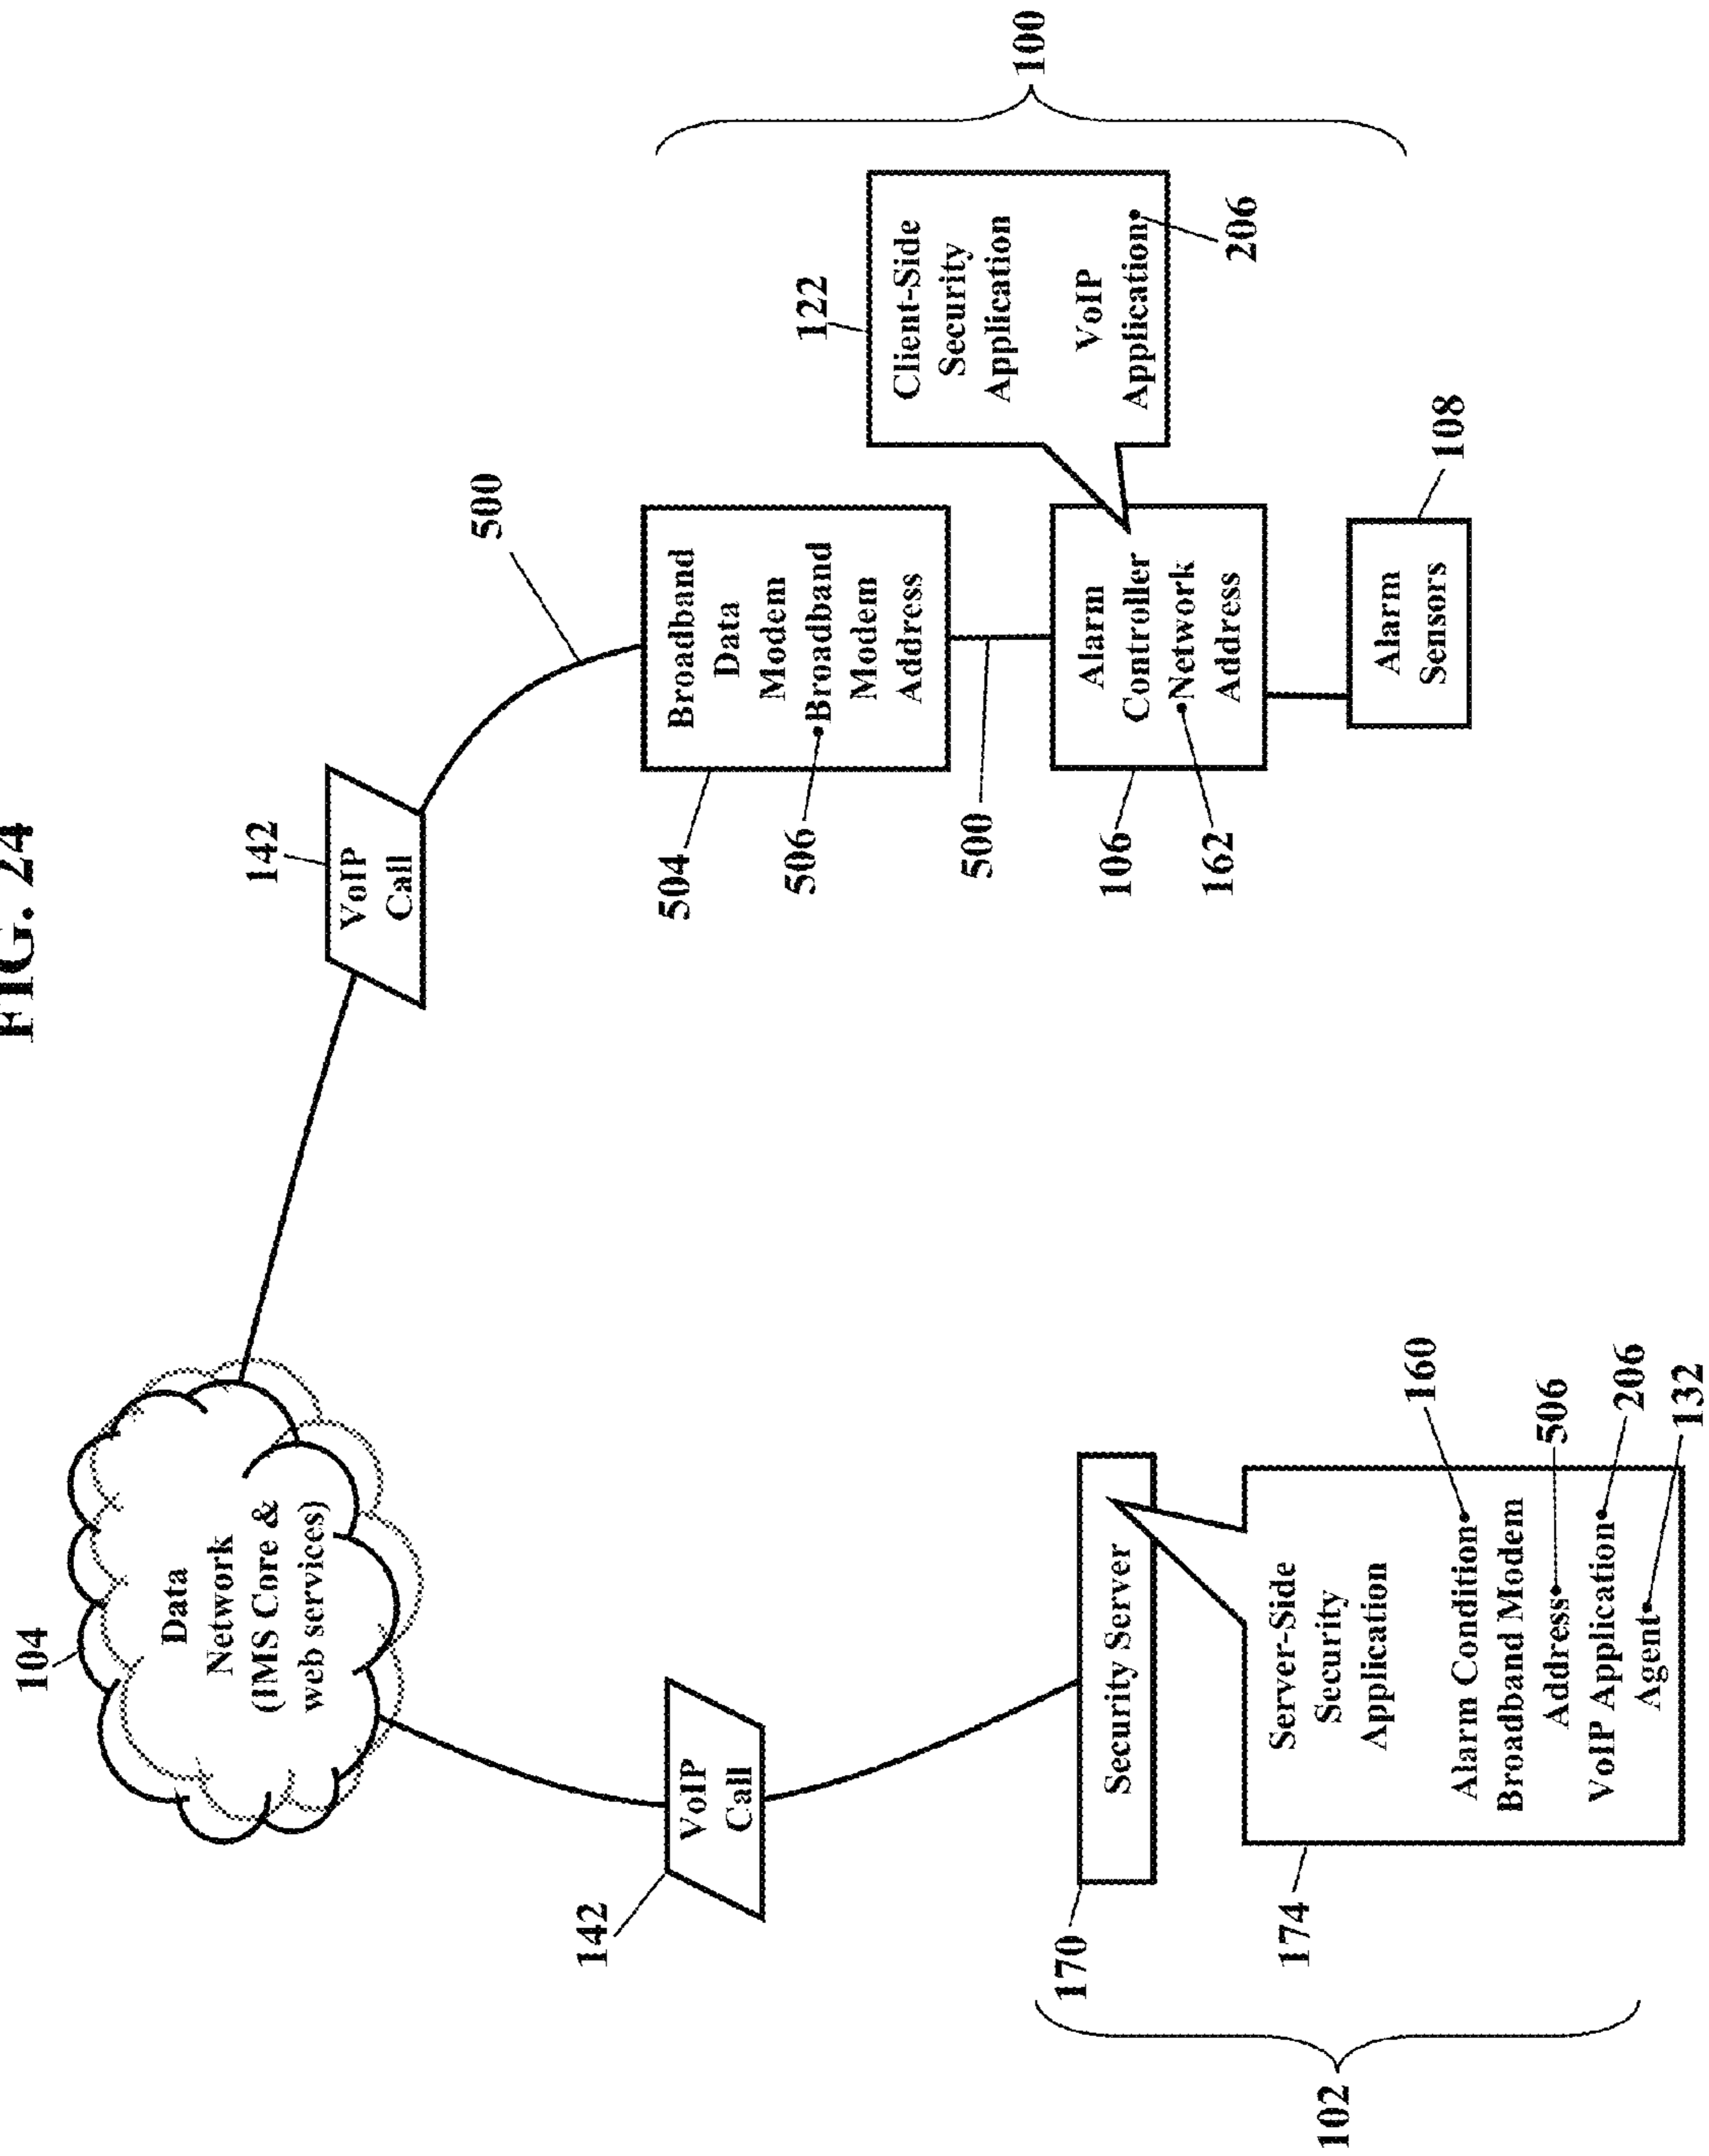 FIG. 24
104
Data
Network
(IMS Core &
web services)
142
VoIP
Call
142
VoIP
Call
500
504
Broadband
Data
Modem
506
Broadband
Modem
Address
500
106
Alarm
Controller
162
Network
Address
108
Alarm
Sensors
122
Client-Side
Security
Application
VoIP
Application
206
100
170
Security Server
174
Server-Side
Security
Application
Alarm Condition
160
Broadband Modem
Address
506
VoIP Application
206
Agent
132
102